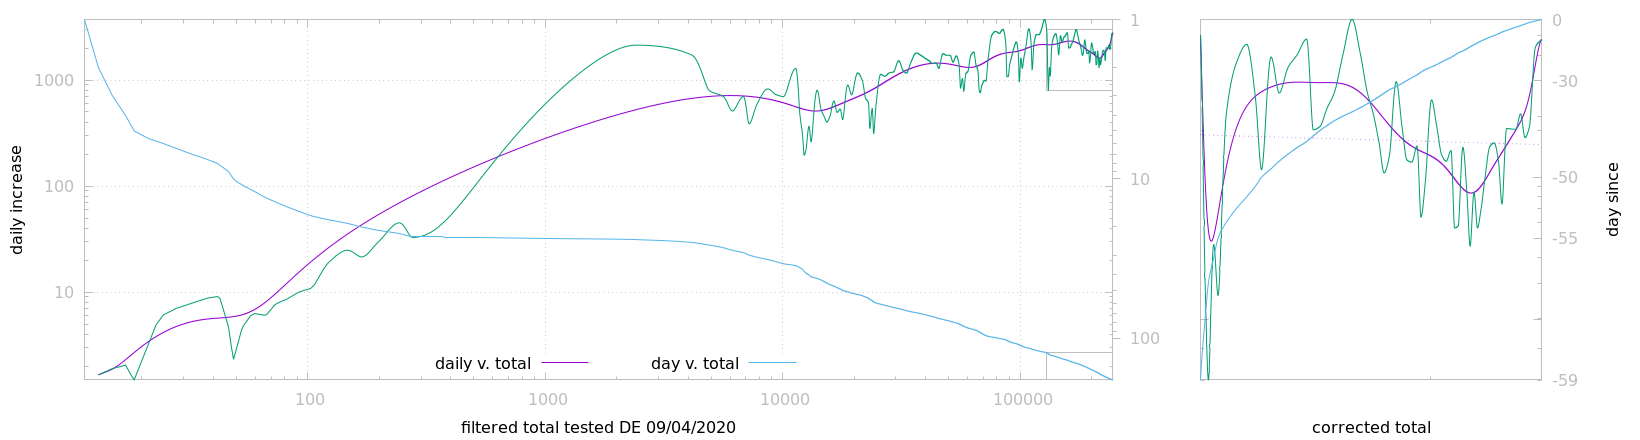 daily increase
1000
100
10
daily v. total
day v. total
100
1000
10000
100000
filtered total tested DE 09/04/2020
1
10
100
0
-30
-50
-55
-59
day since
corrected total